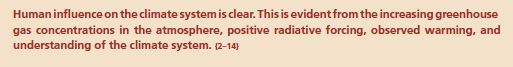 Human influence on the climate system is clear. This is evident from the increasing greenhouse
gas concentrations in the atmosphere, positive radiative forcing, observed warming, and
understanding of the climate system. {2–14}